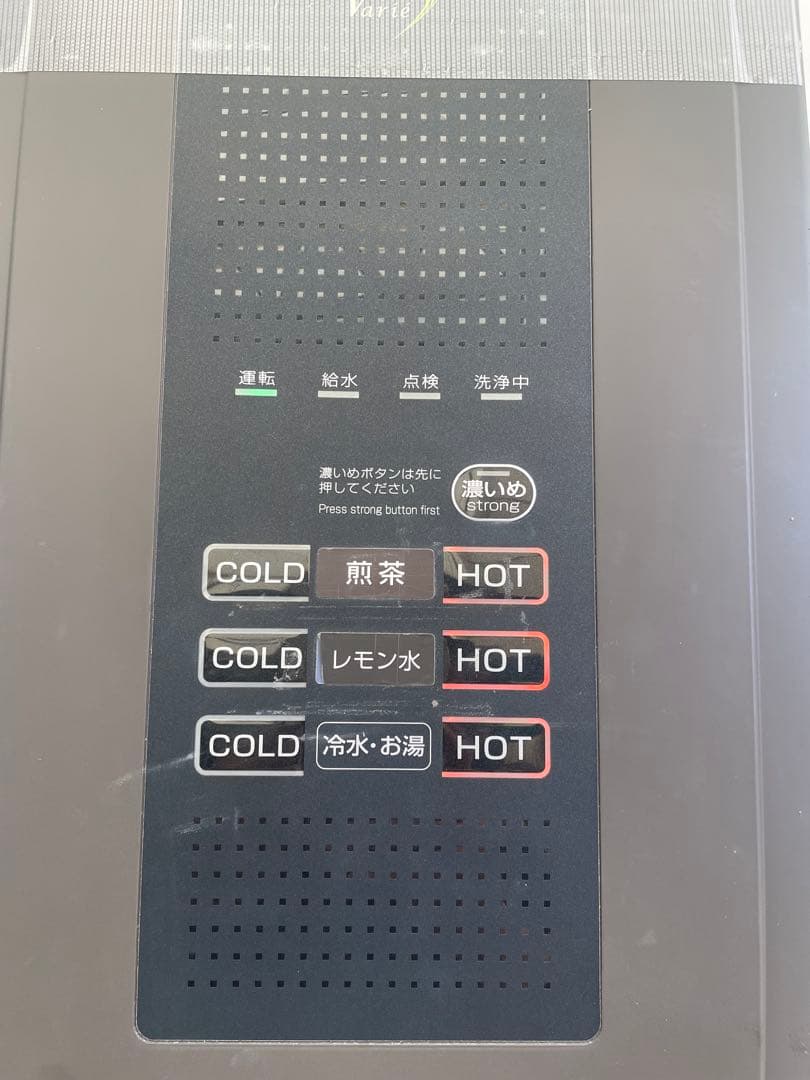 Varie
運転 給水 点検 洗浄中
濃いめボタンは先に
押してください
Press strong button first
濃いめ
strong
COLD 煎茶 HOT
COLD レモン水 HOT
COLD 冷水・お湯 HOT